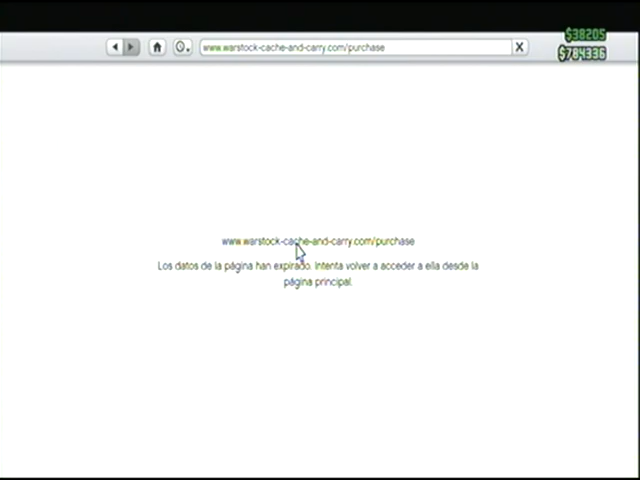 $38205
www.warstock-cache-and-carry.com/purchase X
$784336
www.warstock-cache-and-carry.com/purchase
Los datos de la página han expirado. Intenta volver a acceder a ella desde la
página principal.